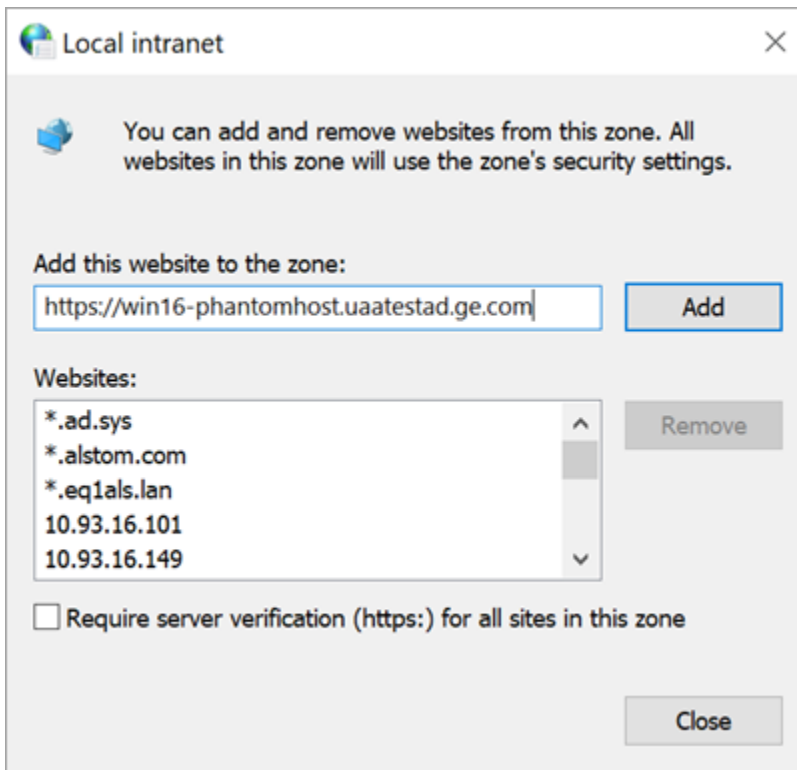 Local intranet
You can add and remove websites from this zone. All
websites in this zone will use the zone's security settings.
Add this website to the zone:
https://win16-phantomhost.uaatestad.ge.com
Add
Websites:
*.ad.sys
*.alstom.com
*.eq1als.lan
10.93.16.101
10.93.16.149
Remove
Require server verification (https:) for all sites in this zone
Close